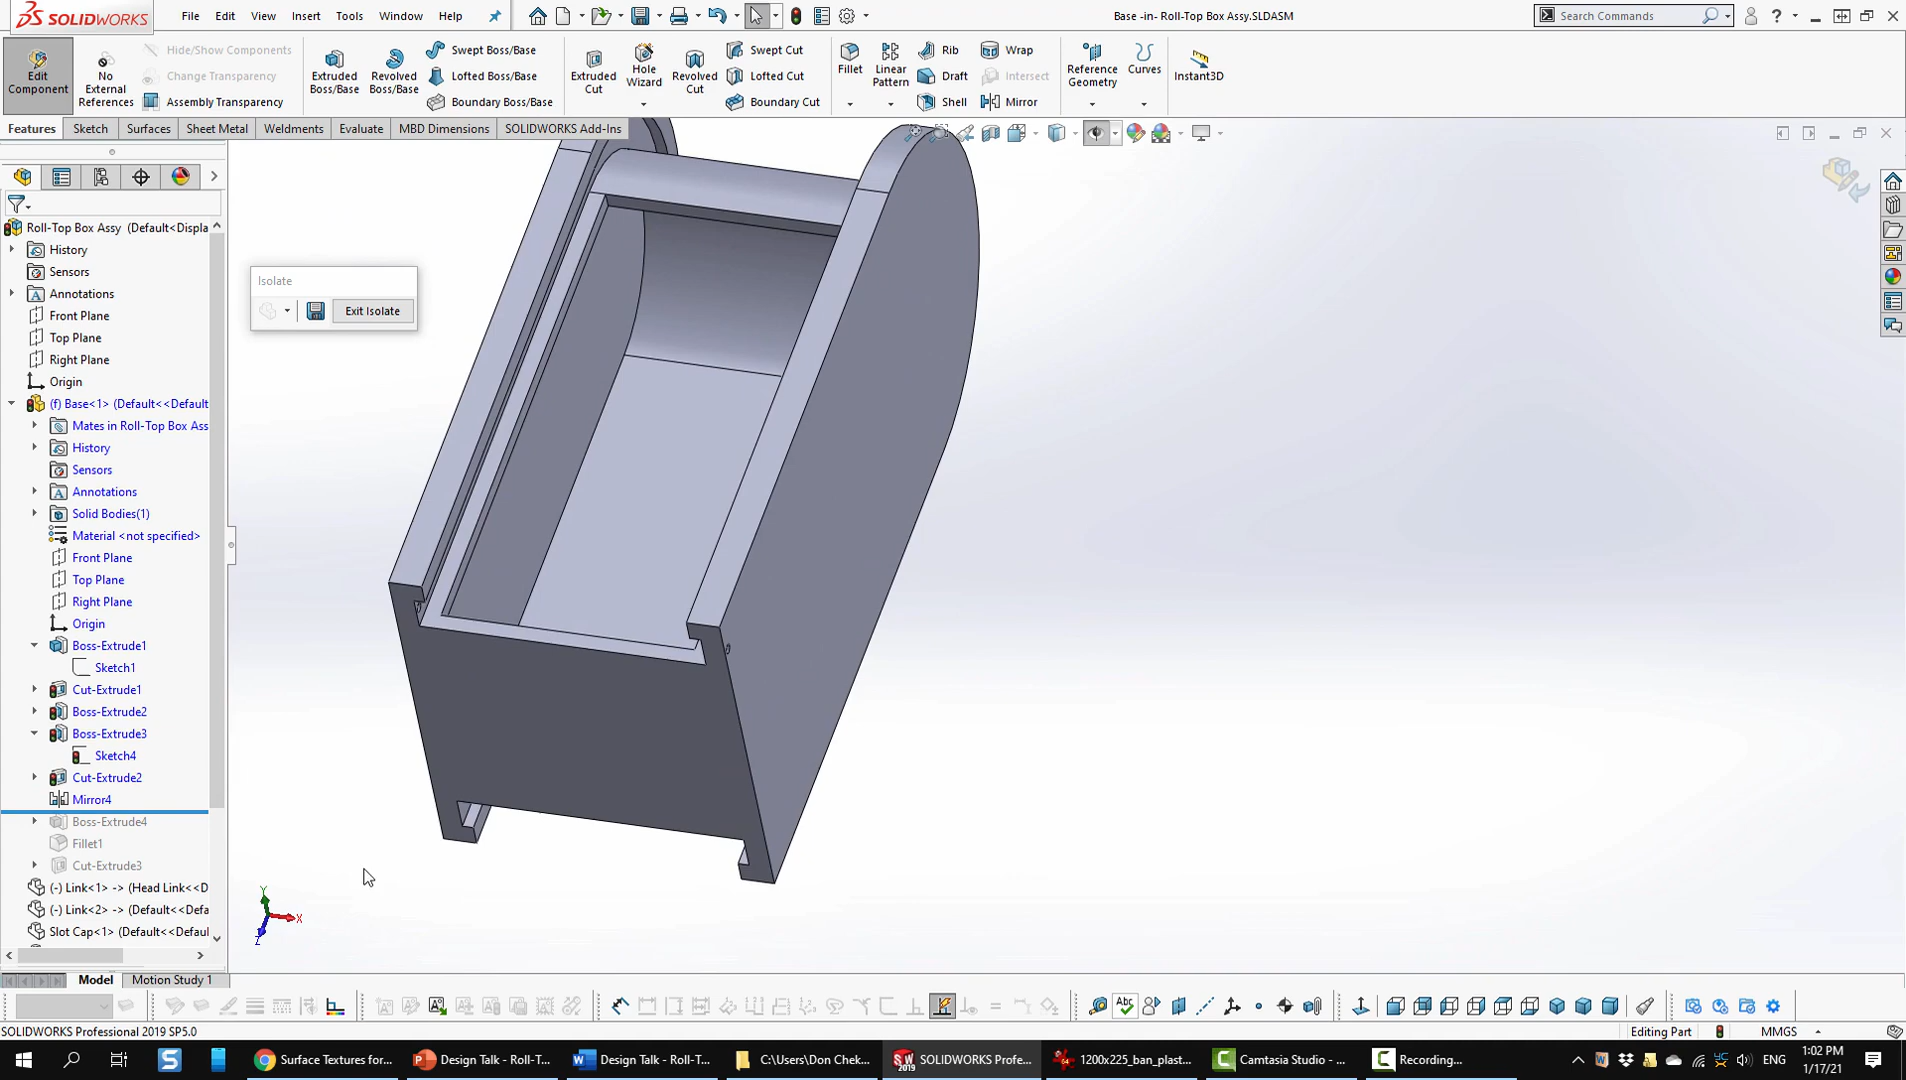 SOLIDWORKS File Edit View Insert Tools Window Help Base -in- Roll-Top Box Assy.SLDASM Search Commands
Edit Component
No External References
Hide/Show Components
Change Transparency
Assembly Transparency
Extruded Boss/Base
Revolved Boss/Base
Swept Boss/Base
Lofted Boss/Base
Boundary Boss/Base
Extruded Cut
Hole Wizard
Revolved Cut
Swept Cut
Lofted Cut
Boundary Cut
Fillet
Linear Pattern
Rib
Draft
Shell
Wrap
Intersect
Mirror
Reference Geometry
Curves
Instant3D
Features Sketch Surfaces Sheet Metal Weldments Evaluate MBD Dimensions SOLIDWORKS Add-Ins
Roll-Top Box Assy (Default<Displa
History
Sensors
Annotations
Front Plane
Top Plane
Right Plane
Origin
(f) Base<1> (Default<<Default
Mates in Roll-Top Box Ass
History
Sensors
Annotations
Solid Bodies(1)
Material <not specified>
Front Plane
Top Plane
Right Plane
Origin
Boss-Extrude1
Sketch1
Cut-Extrude1
Boss-Extrude2
Boss-Extrude3
Sketch4
Cut-Extrude2
Mirror4
Boss-Extrude4
Fillet1
Cut-Extrude3
(-) Link<1> -> (Head Link<<D
(-) Link<2> -> (Default<<Defa
Slot Cap<1> (Default<<Defaul
Isolate
Exit Isolate
Y
X
Z
Model Motion Study 1
SOLIDWORKS Professional 2019 SP5.0 Editing Part MMGS
Surface Textures for... Design Talk - Roll-T... Design Talk - Roll-T... C:\Users\Don Chek... SOLIDWORKS Profe... 1200x225_ban_plast... Camtasia Studio - ... Recording... ENG
1:02 PM
1/17/21